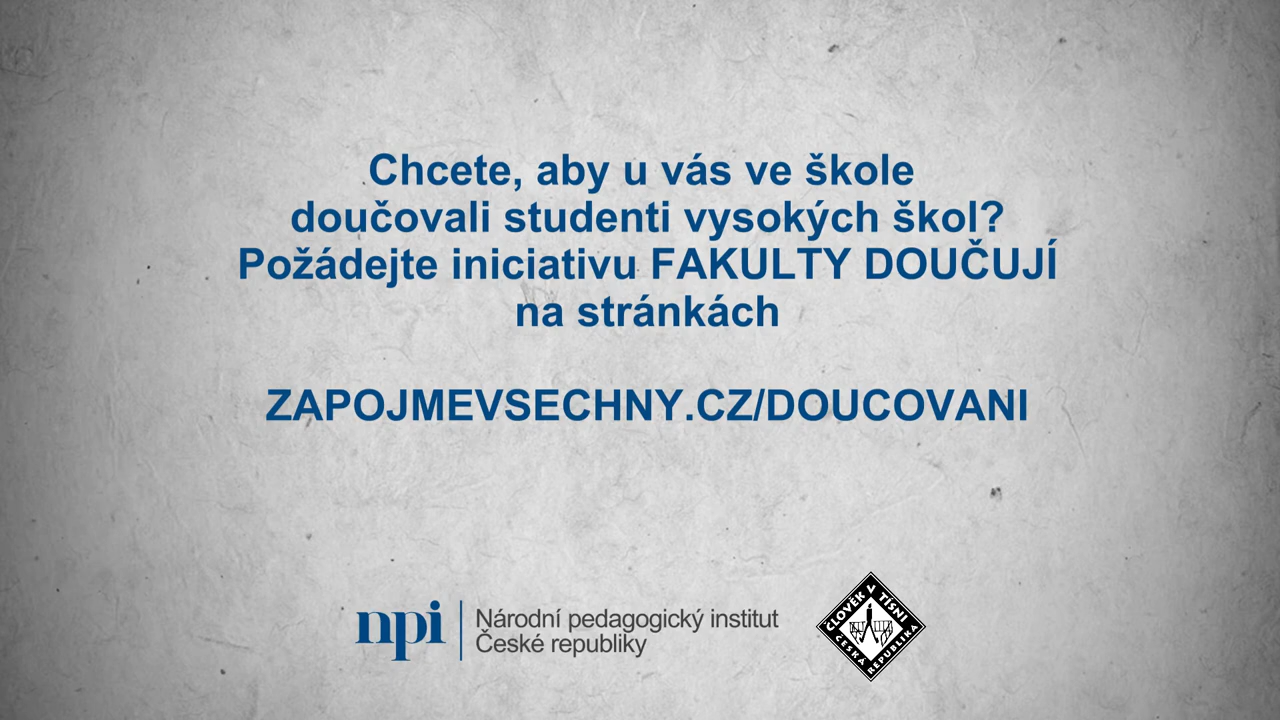 Chcete, aby u vás ve škole
doučovali studenti vysokých škol?
Požádejte iniciativu FAKULTY DOUČUJÍ
na stránkách
ZAPOJMEVSECHNY.CZ/DOUCOVANI
npi
Národní pedagogický institut
České republiky
ČLOVĚK V TÍSNI
ČESKÁ REPUBLIKA